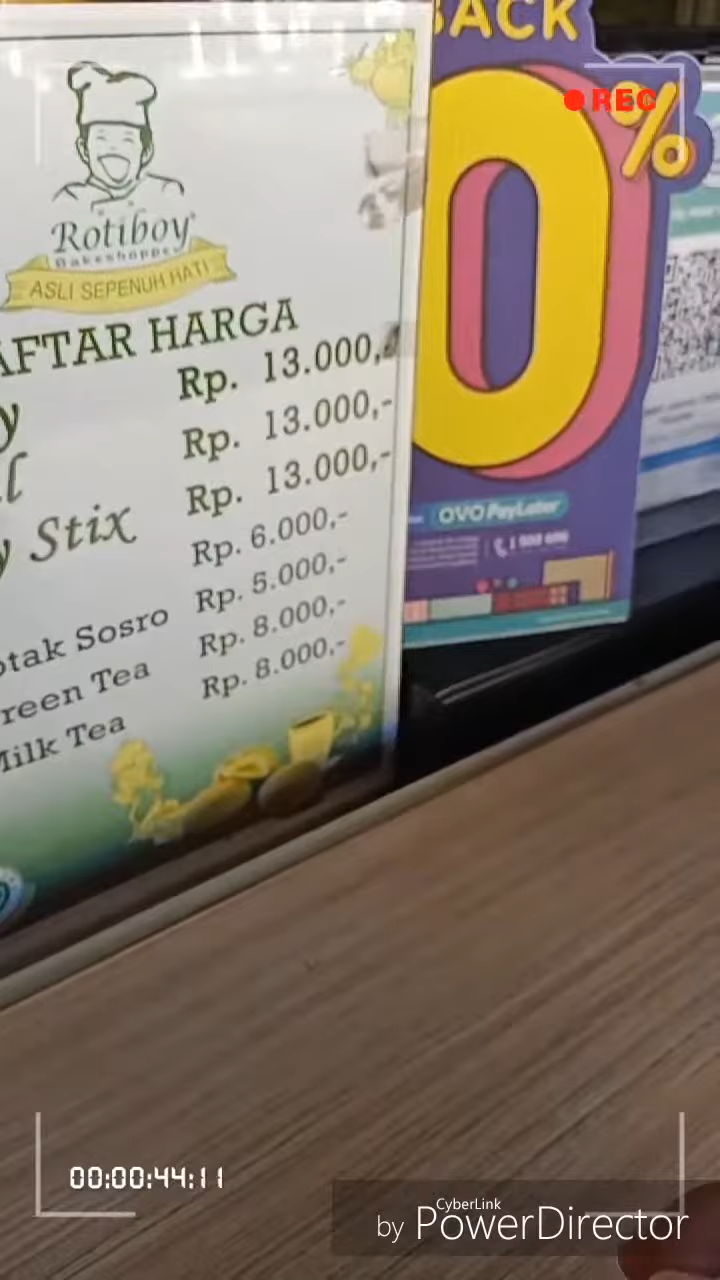 Rotiboy
Bakeshoppe
ASLI SEPENUH HATI
AFTAR HARGA
Rp. 13.000,-
y Rp. 13.000,-
l Rp. 13.000,-
y Stix Rp. 6.000,-
Rp. 5.000,-
otak Sosro Rp. 8.000,-
reen Tea Rp. 8.000,-
Milk Tea
BACK
0%
OVO PayLater
REC
00:00:44:11
CyberLink
by PowerDirector